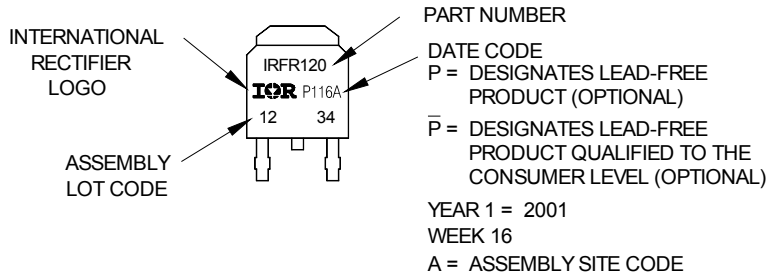 INTERNATIONAL
RECTIFIER
LOGO
ASSEMBLY
LOT CODE
IRFR120
IOR P116A
12 34
PART NUMBER
DATE CODE
P = DESIGNATES LEAD-FREE
PRODUCT (OPTIONAL)
P̅ = DESIGNATES LEAD-FREE
PRODUCT QUALIFIED TO THE
CONSUMER LEVEL (OPTIONAL)
YEAR 1 = 2001
WEEK 16
A = ASSEMBLY SITE CODE